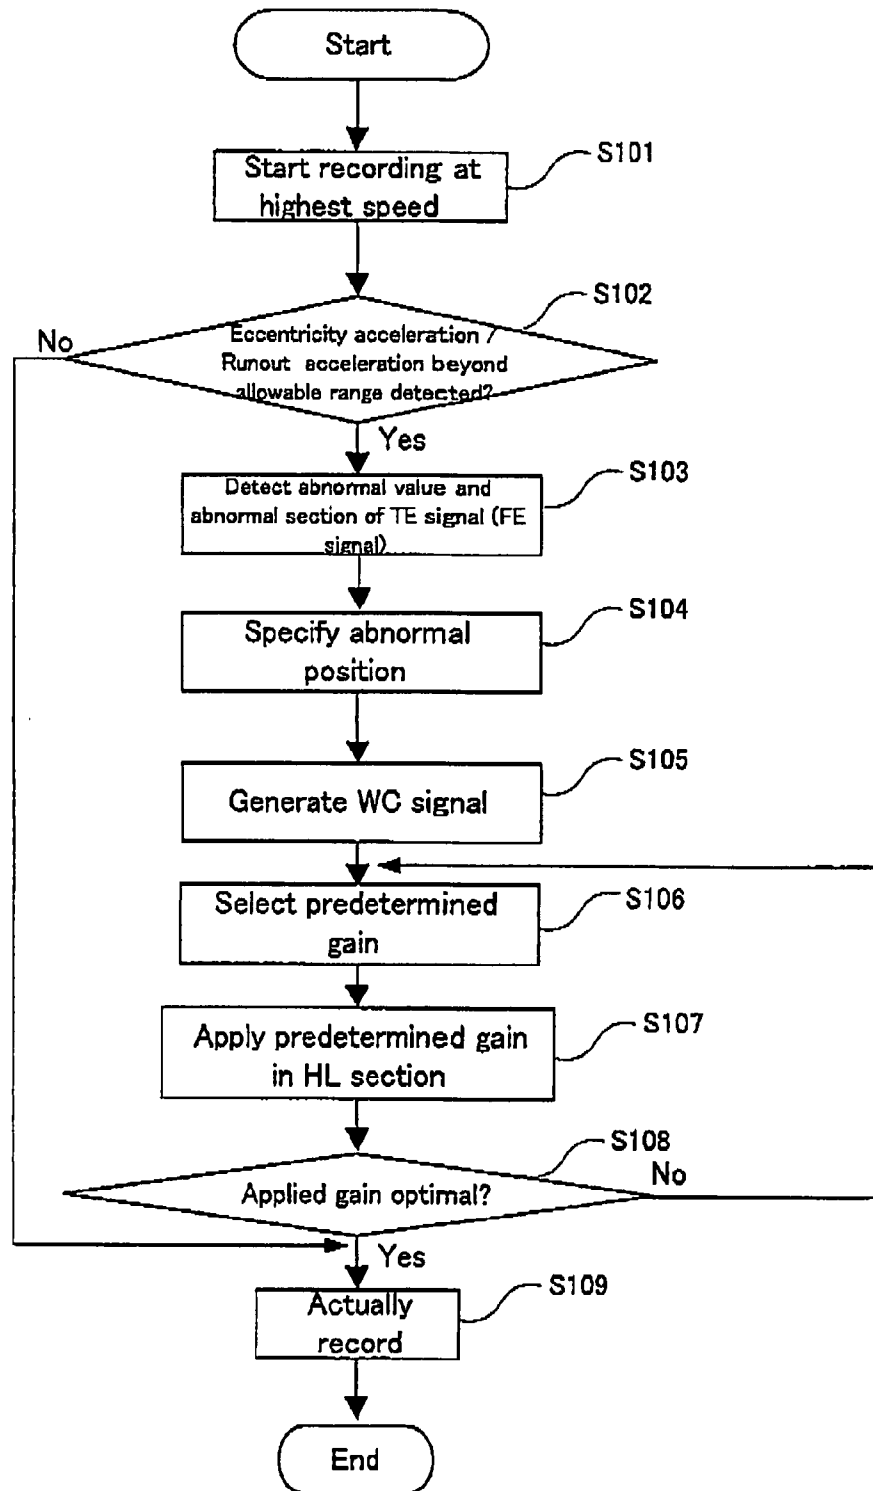 Start
Start recording at
highest speed
S101
Eccentricity acceleration /
Runout acceleration beyond
allowable range detected?
S102
No
Yes
Detect abnormal value and
abnormal section of TE signal (FE
signal)
S103
Specify abnormal
position
S104
Generate WC signal
S105
Select predetermined
gain
S106
Apply predetermined gain
in HL section
S107
Applied gain optimal?
S108
No
Yes
Actually
record
S109
End